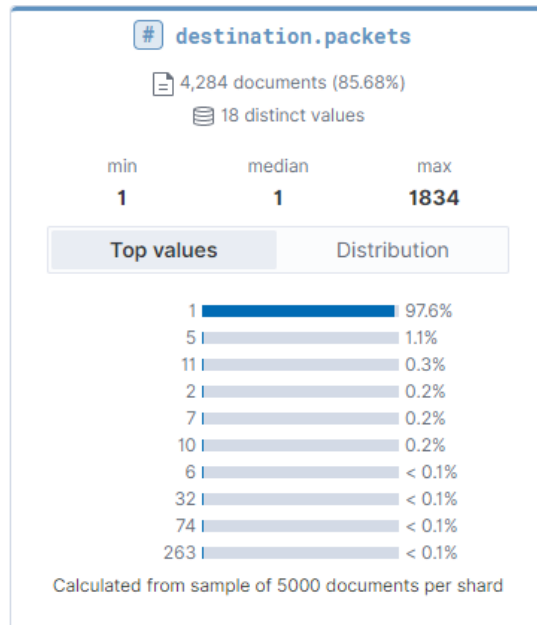 # destination.packets
4,284 documents (85.68%)
18 distinct values
min median max
1 1 1834
Top values Distribution
1 97.6%
5 1.1%
11 0.3%
2 0.2%
7 0.2%
10 0.2%
6 < 0.1%
32 < 0.1%
74 < 0.1%
263 < 0.1%
Calculated from sample of 5000 documents per shard